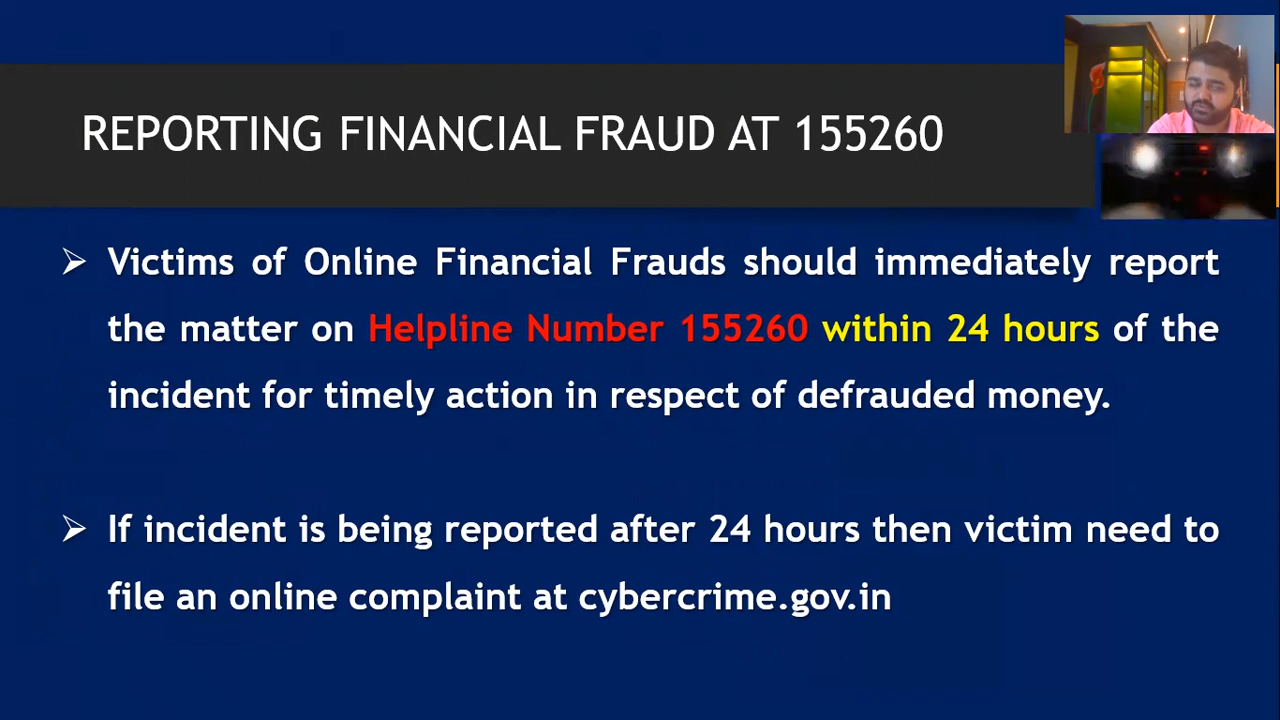 REPORTING FINANCIAL FRAUD AT 155260
➢ Victims of Online Financial Frauds should immediately report
the matter on Helpline Number 155260 within 24 hours of the
incident for timely action in respect of defrauded money.
➢ If incident is being reported after 24 hours then victim need to
file an online complaint at cybercrime.gov.in